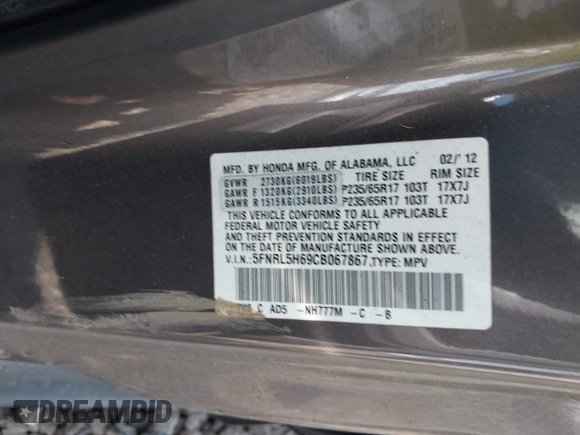 MFD. BY HONDA MFG. OF ALABAMA, LLC 02/'12
GVWR 2730KG(6019LBS) TIRE SIZE RIM SIZE
GAWR F 1320KG(2910LBS) P235/65R17 103T 17X7J
GAWR R 1515KG(3340LBS) P235/65R17 103T 17X7J
THIS VEHICLE CONFORMS TO ALL APPLICABLE
FEDERAL MOTOR VEHICLE SAFETY
AND THEFT PREVENTION STANDARDS IN EFFECT
ON THE DATE OF MANUFACTURE SHOWN ABOVE.
V.I.N.: 5FNRL5H69CB067867, TYPE: MPV
C AD5 -NH777M -C -B
DREAMBID